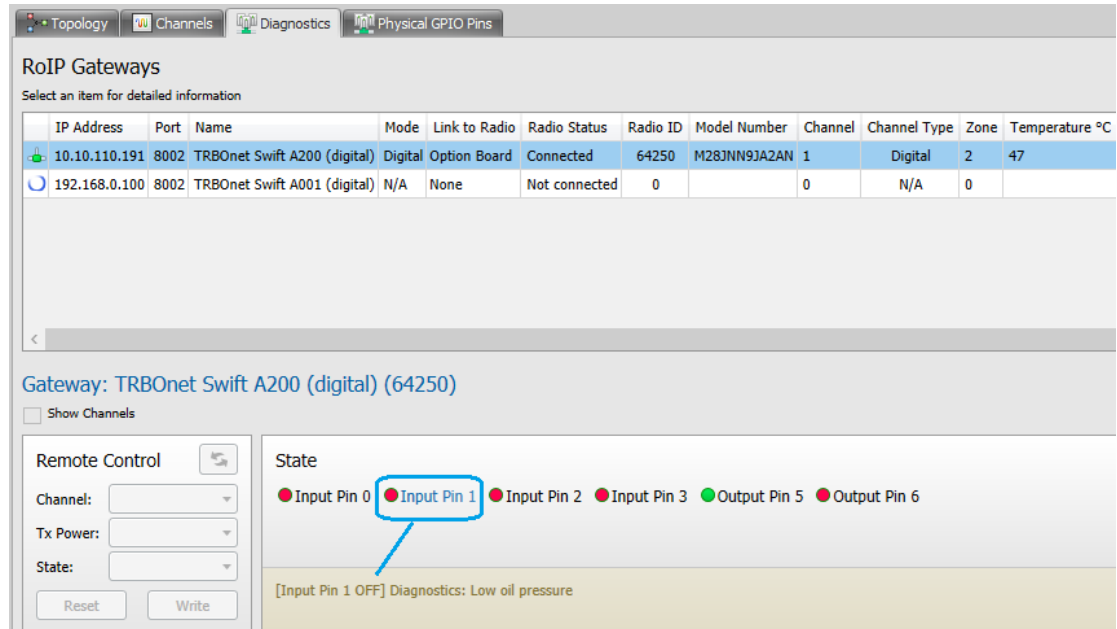 Topology Channels Diagnostics Physical GPIO Pins
RoIP Gateways
Select an item for detailed information
IP Address Port Name Mode Link to Radio Radio Status Radio ID Model Number Channel Channel Type Zone Temperature °C
10.10.110.191 8002 TRBOnet Swift A200 (digital) Digital Option Board Connected 64250 M28JNN9JA2AN 1 Digital 2 47
192.168.0.100 8002 TRBOnet Swift A001 (digital) N/A None Not connected 0 0 N/A 0
Gateway: TRBOnet Swift A200 (digital) (64250)
Show Channels
Remote Control
Channel:
Tx Power:
State:
Reset Write
State
Input Pin 0 Input Pin 1 Input Pin 2 Input Pin 3 Output Pin 5 Output Pin 6
[Input Pin 1 OFF] Diagnostics: Low oil pressure